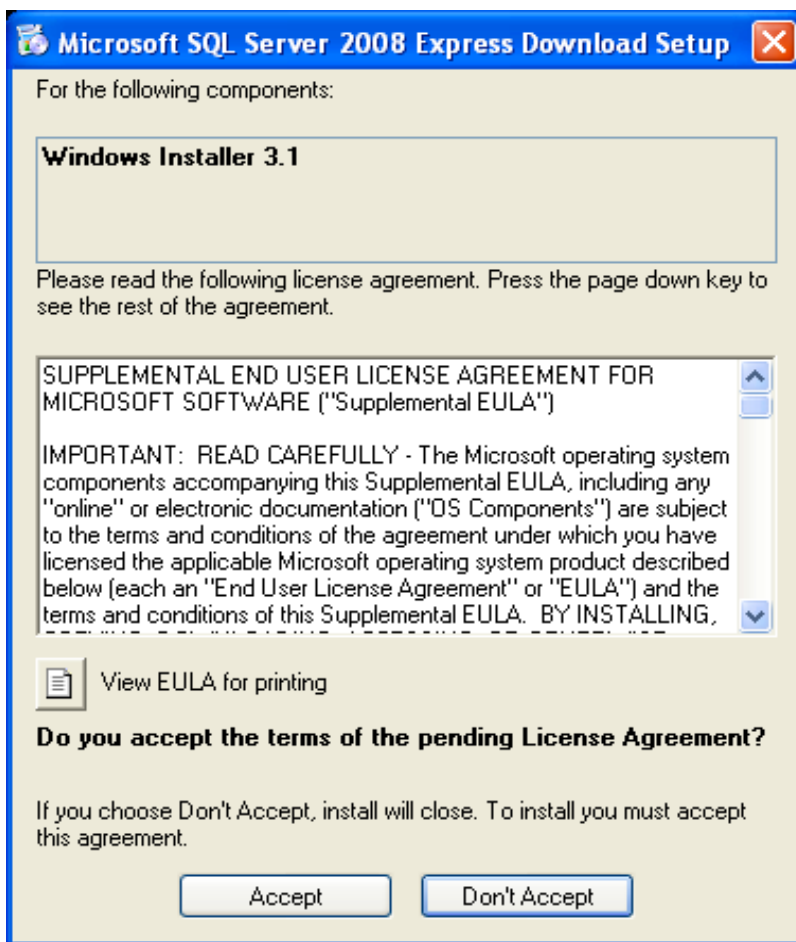 Microsoft SQL Server 2008 Express Download Setup
For the following components:
Windows Installer 3.1
Please read the following license agreement. Press the page down key to
see the rest of the agreement.
SUPPLEMENTAL END USER LICENSE AGREEMENT FOR
MICROSOFT SOFTWARE ("Supplemental EULA")
IMPORTANT: READ CAREFULLY - The Microsoft operating system
components accompanying this Supplemental EULA, including any
"online" or electronic documentation ("OS Components") are subject
to the terms and conditions of the agreement under which you have
licensed the applicable Microsoft operating system product described
below (each an "End User License Agreement" or "EULA") and the
terms and conditions of this Supplemental EULA. BY INSTALLING,
View EULA for printing
Do you accept the terms of the pending License Agreement?
If you choose Don't Accept, install will close. To install you must accept
this agreement.
Accept
Don't Accept